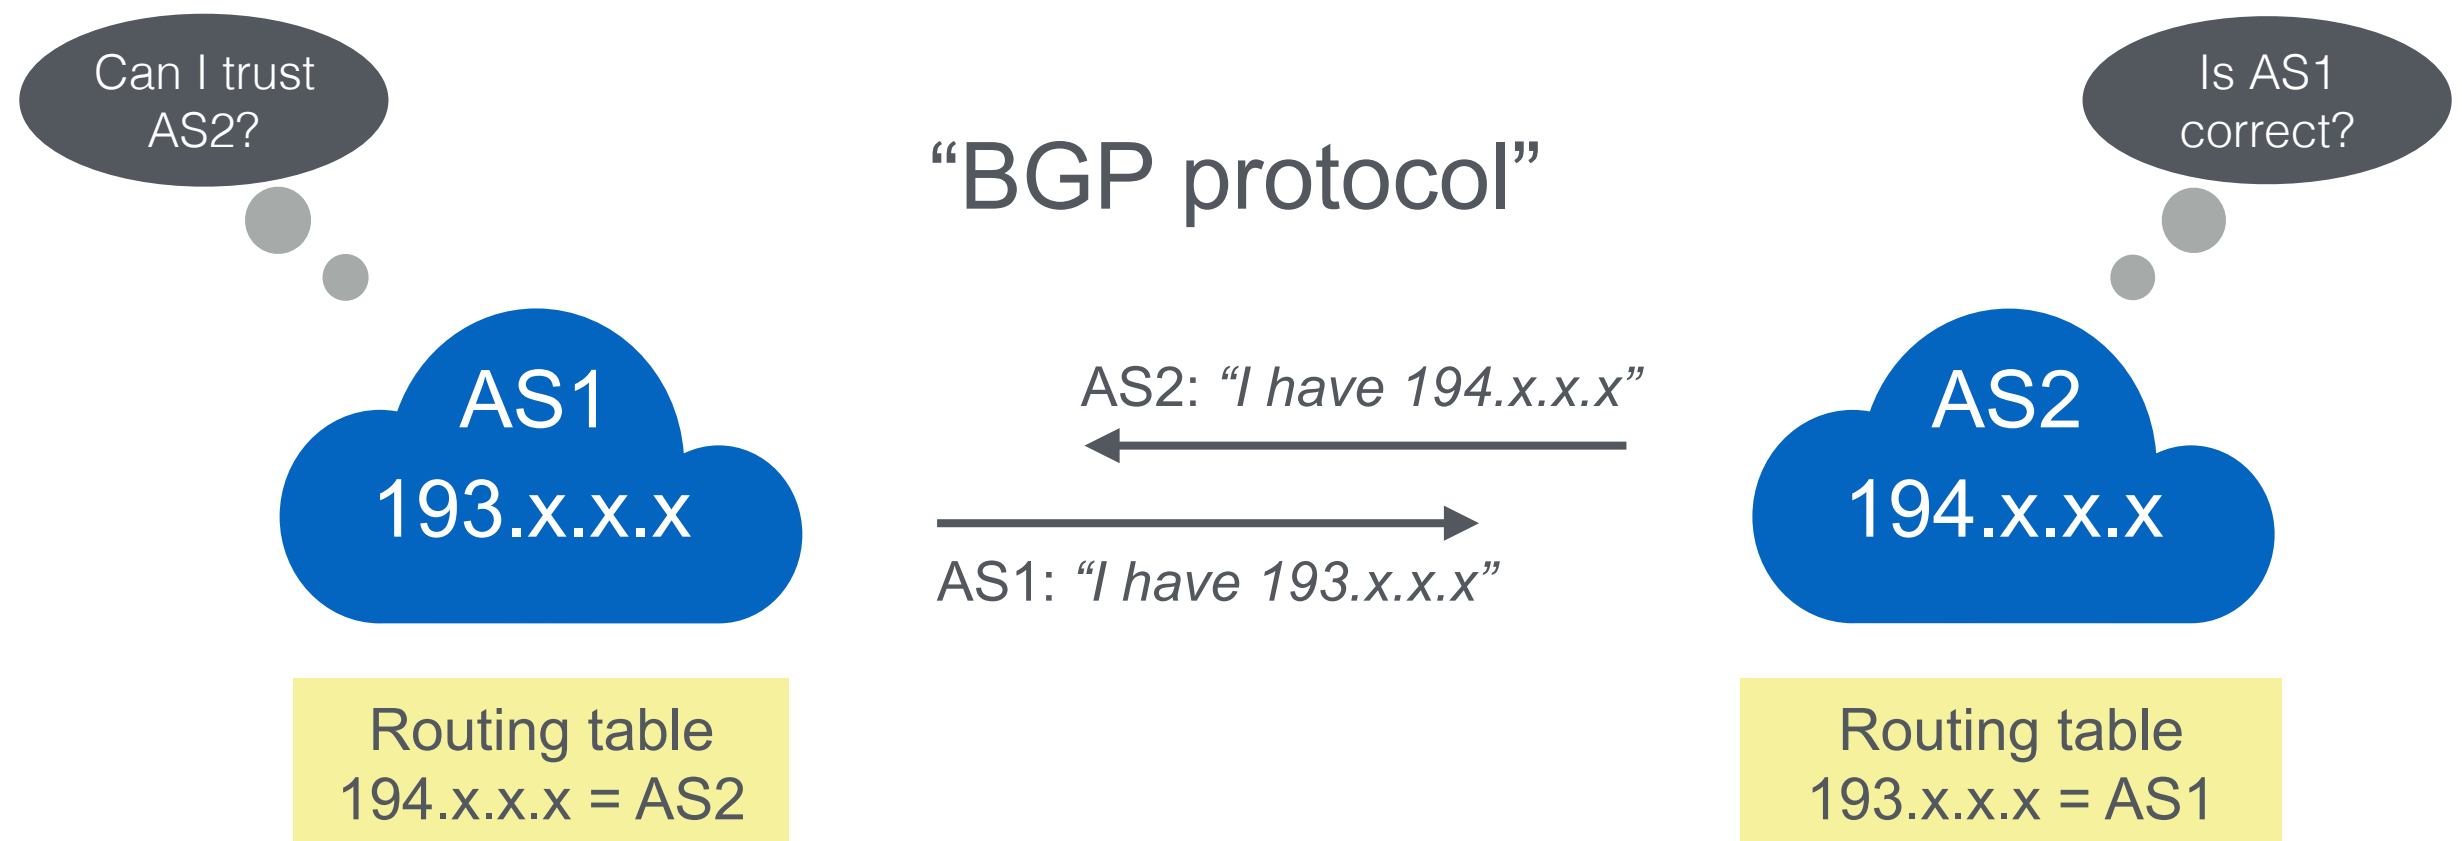 Can I trust
AS2?
Is AS1
correct?
“BGP protocol”
AS1
193.x.x.x
AS2: “I have 194.x.x.x”
AS1: “I have 193.x.x.x”
AS2
194.x.x.x
Routing table
194.x.x.x = AS2
Routing table
193.x.x.x = AS1